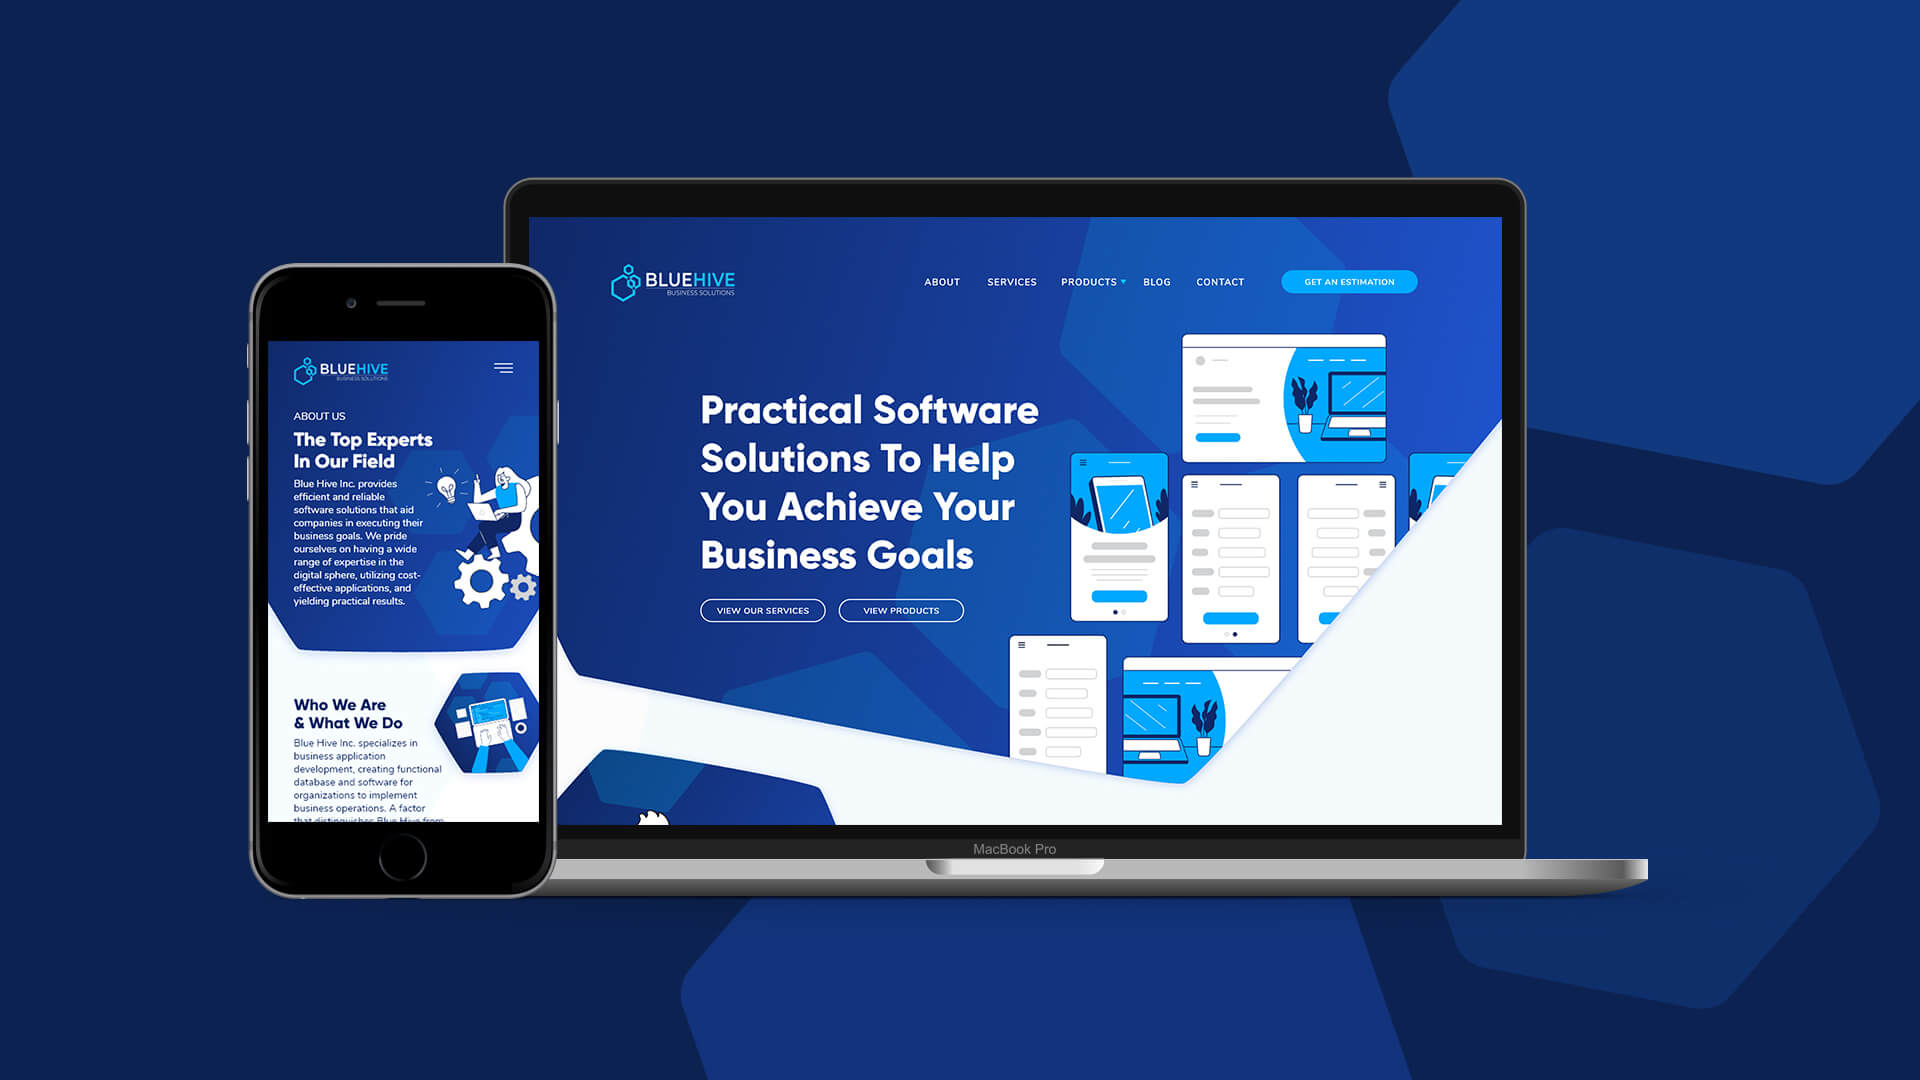 BLUEHIVE
BUSINESS SOLUTIONS
ABOUT
SERVICES
PRODUCTS
BLOG
CONTACT
GET AN ESTIMATION
Practical Software
Solutions To Help
You Achieve Your
Business Goals
VIEW OUR SERVICES
VIEW PRODUCTS
MacBook Pro
BLUEHIVE
BUSINESS SOLUTIONS
ABOUT US
The Top Experts
In Our Field
Blue Hive Inc. provides
efficient and reliable
software solutions that aid
companies in executing their
business goals. We pride
ourselves on having a wide
range of expertise in the
digital sphere, utilizing cost-
effective applications, and
yielding practical results.
Who We Are
& What We Do
Blue Hive Inc. specializes in
business application
development, creating functional
database and software for
organizations to implement
business operations. A factor
that distinguishes Blue Hive from